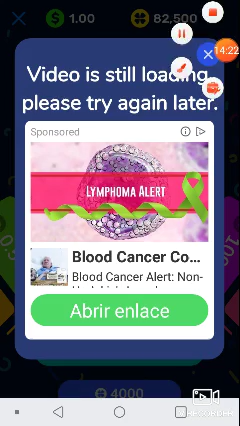 1.00
82,500
14:22
Video is still loading,
please try again later.
Sponsored
LYMPHOMA ALERT
Blood Cancer Co...
Blood Cancer Alert: Non-
Abrir enlace
4000